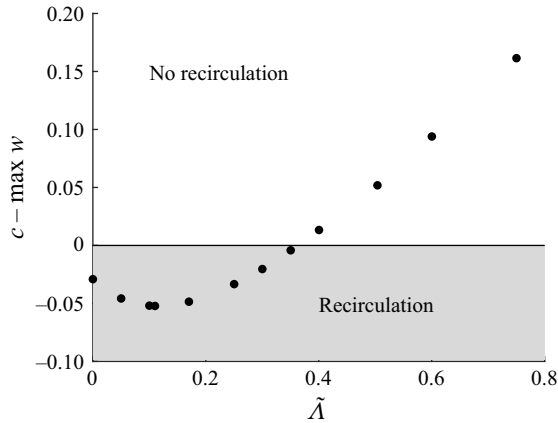 0.20
0.15
No recirculation
0.10
c – max w
0.05
0
Recirculation
–0.05
–0.10
0 0.2 0.4 0.6 0.8
Λ̃